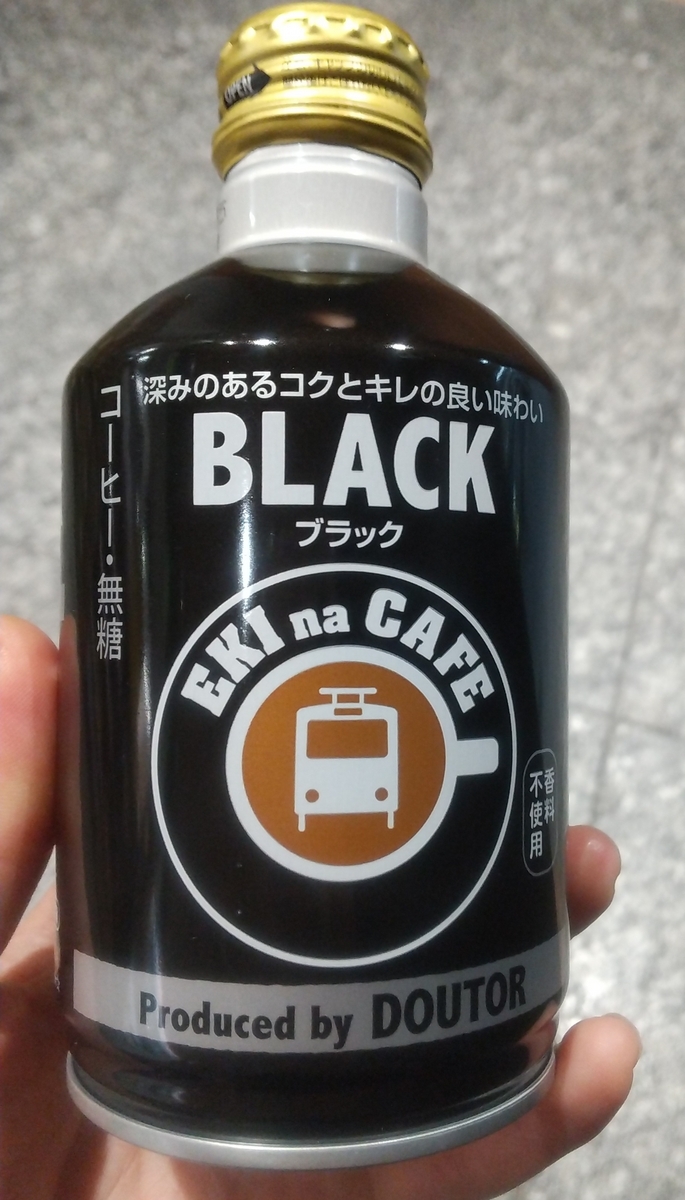 OPEN
深みのあるコクとキレの良い味わい
BLACK
ブラック
コーヒー・無糖
EKI na CAFE
香料
不使用
Produced by DOUTOR